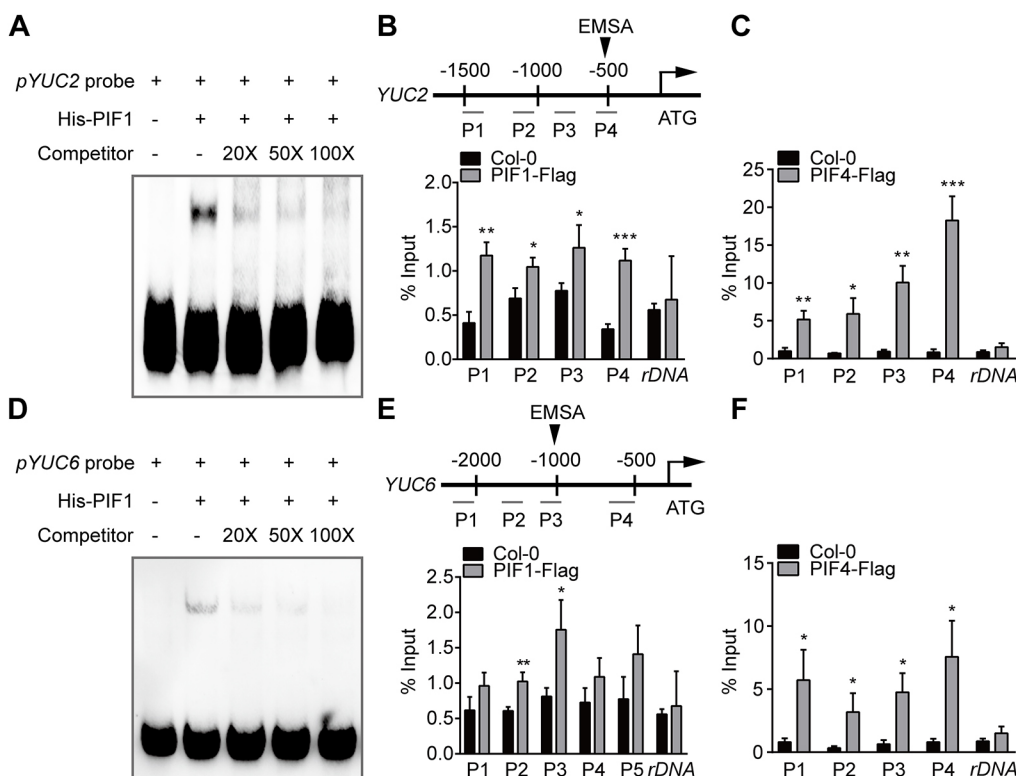 A
pYUC2 probe + + + + +
His-PIF1 - + + + +
Competitor - - 20X 50X 100X
B
EMSA
-1500 -1000 -500
YUC2
ATG
P1 P2 P3 P4
Col-0
PIF1-Flag
% Input
2.0
1.5
1.0
0.5
0.0
** * * ***
P1 P2 P3 P4 rDNA
C
Col-0
PIF4-Flag
% Input
25
20
15
10
5
0
** * ** ***
P1 P2 P3 P4 rDNA
D
pYUC6 probe + + + + +
His-PIF1 - + + + +
Competitor - - 20X 50X 100X
E
EMSA
-2000 -1000 -500
YUC6
ATG
P1 P2 P3 P4
Col-0
PIF1-Flag
% Input
2.5
2.0
1.5
1.0
0.5
0.0
** *
P1 P2 P3 P4 P5 rDNA
F
Col-0
PIF4-Flag
% Input
15
10
5
0
* * * *
P1 P2 P3 P4 rDNA